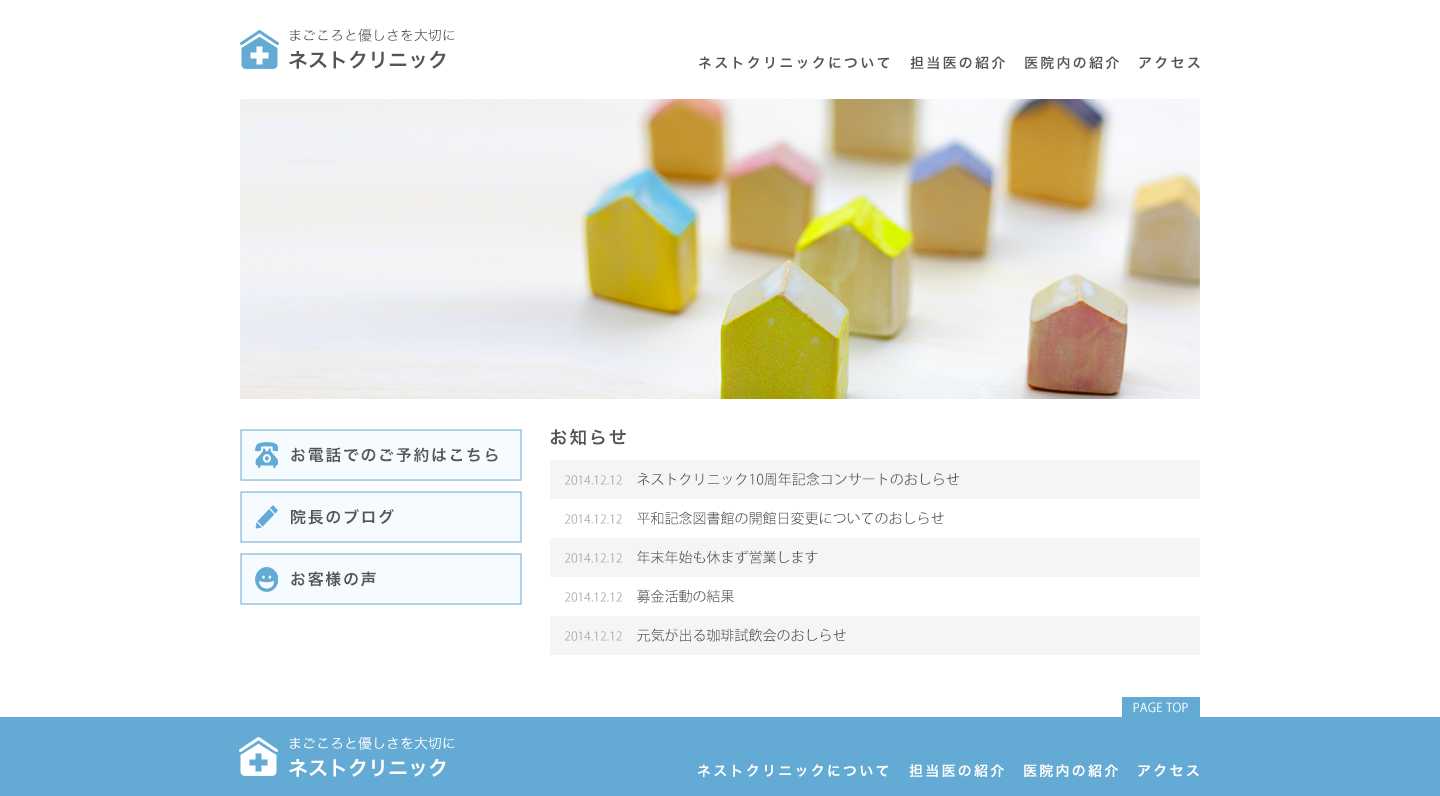 まごころと優しさを大切に
ネストクリニック
ネストクリニックについて 担当医の紹介 医院内の紹介 アクセス
お電話でのご予約はこちら
院長のブログ
お客様の声
お知らせ
2014.12.12 ネストクリニック10周年記念コンサートのおしらせ
2014.12.12 平和記念図書館の開館日変更についてのおしらせ
2014.12.12 年末年始も休まず営業します
2014.12.12 募金活動の結果
2014.12.12 元気が出る珈琲試飲会のおしらせ
PAGE TOP
まごころと優しさを大切に
ネストクリニック
ネストクリニックについて 担当医の紹介 医院内の紹介 アクセス